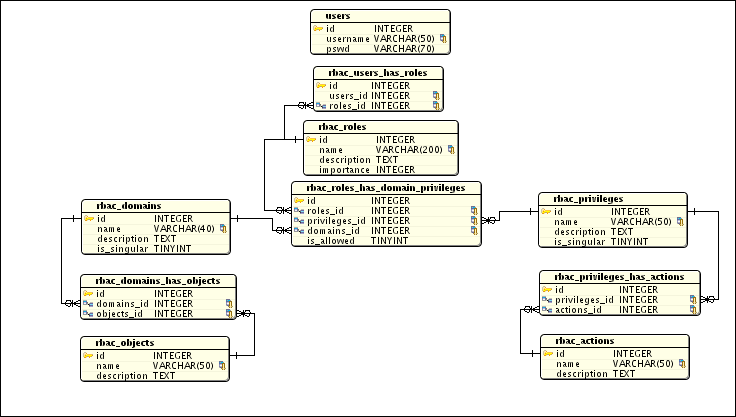 users
id INTEGER
username VARCHAR(50)
pswd VARCHAR(70)
rbac_users_has_roles
id INTEGER
users_id INTEGER
roles_id INTEGER
rbac_roles
id INTEGER
name VARCHAR(200)
description TEXT
importance INTEGER
rbac_roles_has_domain_privileges
id INTEGER
roles_id INTEGER
privileges_id INTEGER
domains_id INTEGER
is_allowed TINYINT
rbac_domains
id INTEGER
name VARCHAR(40)
description TEXT
is_singular TINYINT
rbac_privileges
id INTEGER
name VARCHAR(50)
description TEXT
is_singular TINYINT
rbac_domains_has_objects
id INTEGER
domains_id INTEGER
objects_id INTEGER
rbac_privileges_has_actions
id INTEGER
privileges_id INTEGER
actions_id INTEGER
rbac_objects
id INTEGER
name VARCHAR(50)
description TEXT
rbac_actions
id INTEGER
name VARCHAR(50)
description TEXT